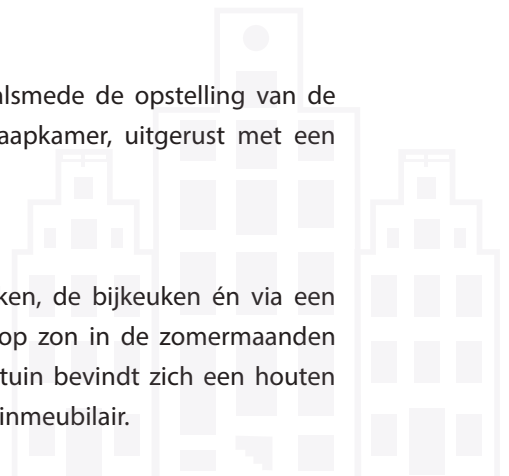 alsmede de opstelling van de
aapkamer, uitgerust met een
ken, de bijkeuken én via een
op zon in de zomermaanden
tuin bevindt zich een houten
inmeubilair.